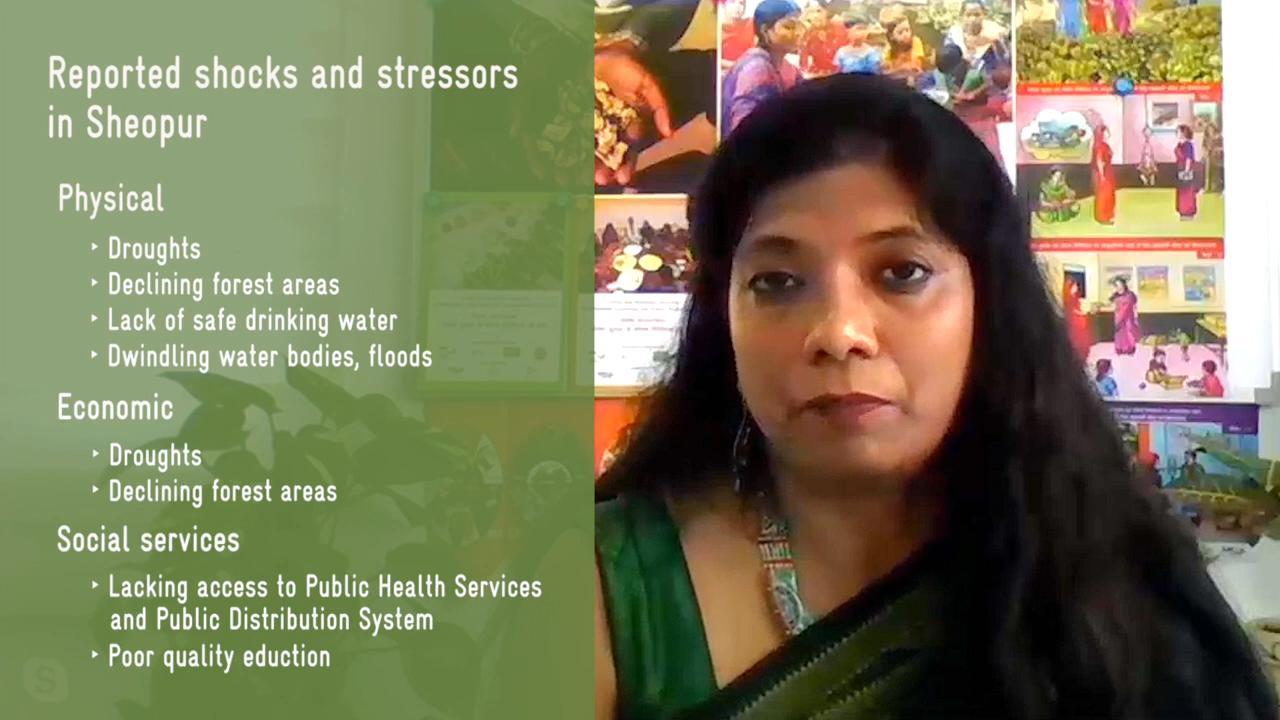 Reported shocks and stressors
in Sheopur
Physical
‣ Droughts
‣ Declining forest areas
‣ Lack of safe drinking water
‣ Dwindling water bodies, floods
Economic
‣ Droughts
‣ Declining forest areas
Social services
‣ Lacking access to Public Health Services
and Public Distribution System
‣ Poor quality eduction
S